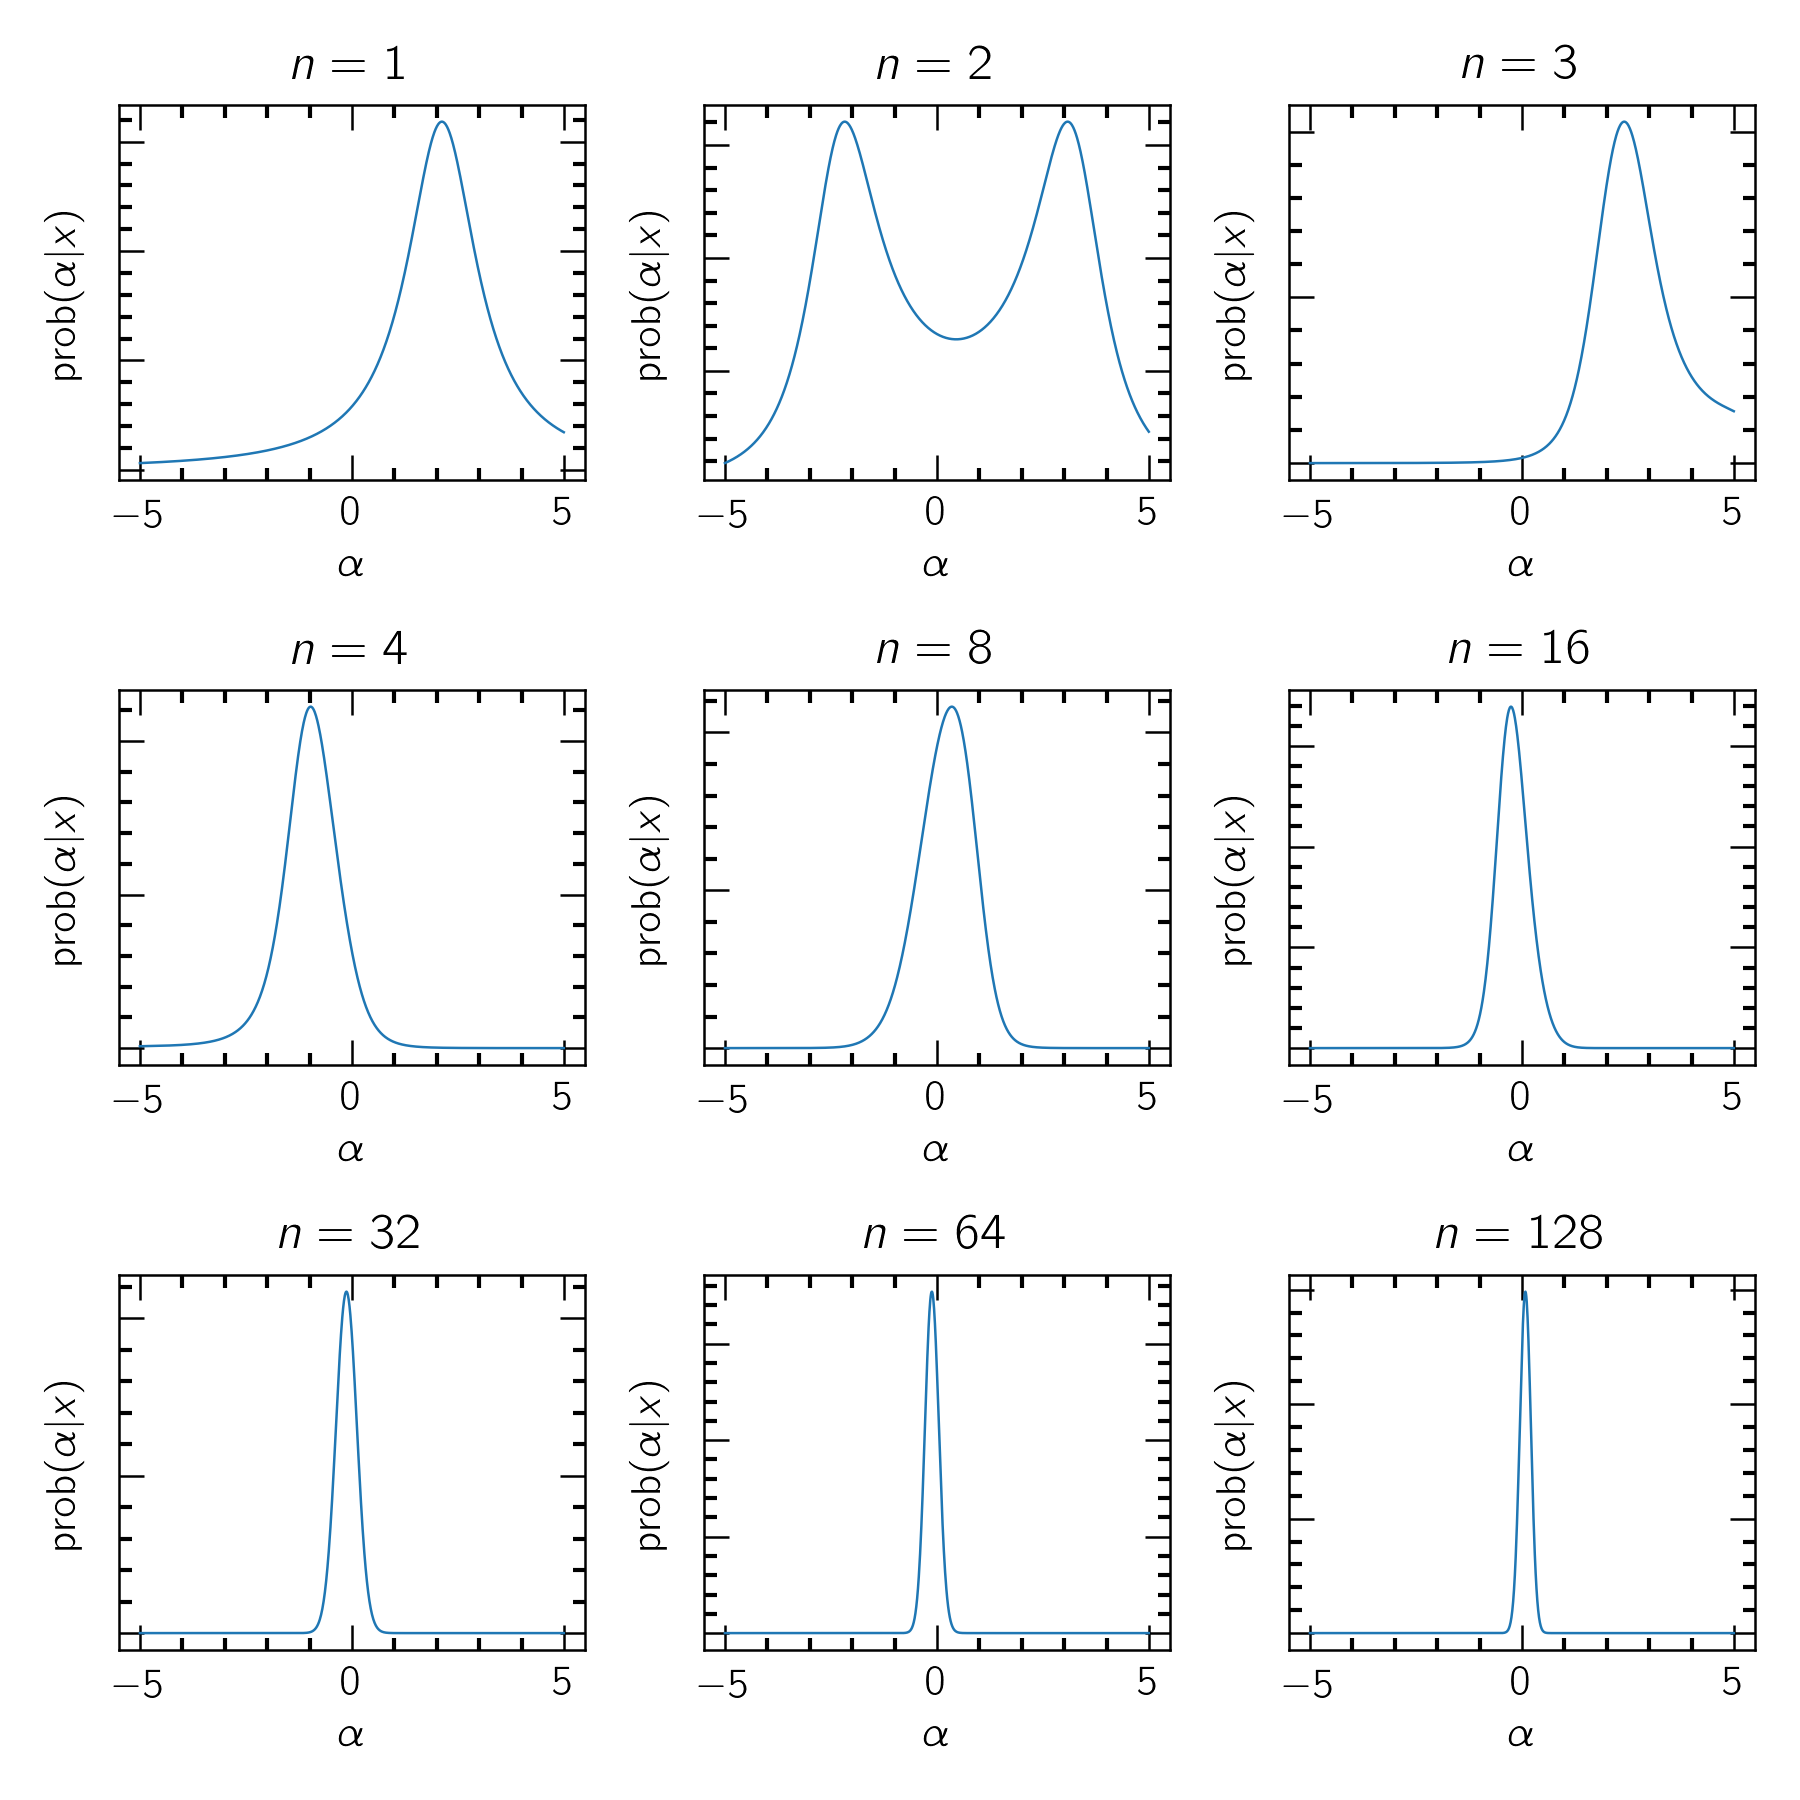 n = 1
prob(α|x)
−5 0 5
α
n = 2
prob(α|x)
−5 0 5
α
n = 3
prob(α|x)
−5 0 5
α
n = 4
prob(α|x)
−5 0 5
α
n = 8
prob(α|x)
−5 0 5
α
n = 16
prob(α|x)
−5 0 5
α
n = 32
prob(α|x)
−5 0 5
α
n = 64
prob(α|x)
−5 0 5
α
n = 128
prob(α|x)
−5 0 5
α